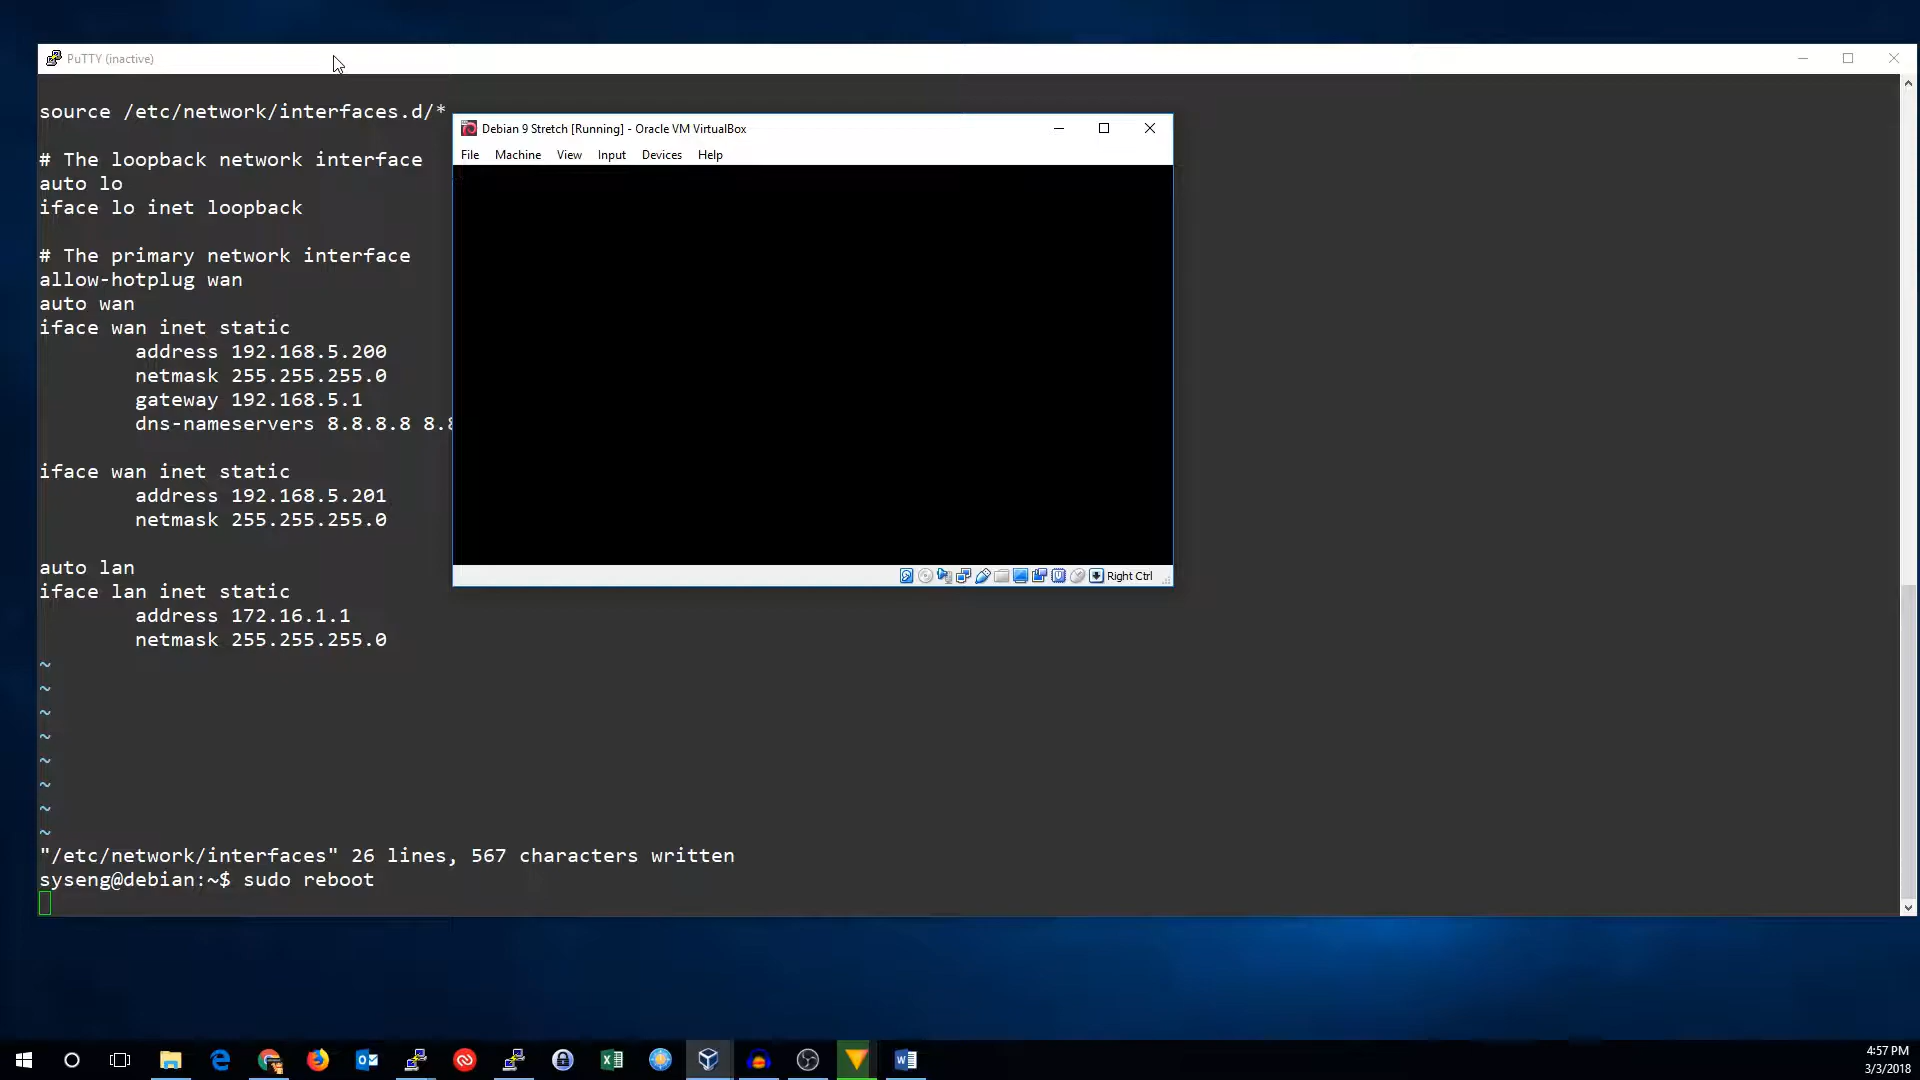 PuTTY (inactive)
source /etc/network/interfaces.d/*
# The loopback network interface
auto lo
iface lo inet loopback
# The primary network interface
allow-hotplug wan
auto wan
iface wan inet static
address 192.168.5.200
netmask 255.255.255.0
gateway 192.168.5.1
dns-nameservers 8.8.8.8 8.8
iface wan inet static
address 192.168.5.201
netmask 255.255.255.0
auto lan
iface lan inet static
address 172.16.1.1
netmask 255.255.255.0
~
~
~
~
~
~
~
~
"/etc/network/interfaces" 26 lines, 567 characters written
syseng@debian:~$ sudo reboot
Debian 9 Stretch [Running] - Oracle VM VirtualBox
File Machine View Input Devices Help
Right Ctrl
4:57 PM
3/3/2018